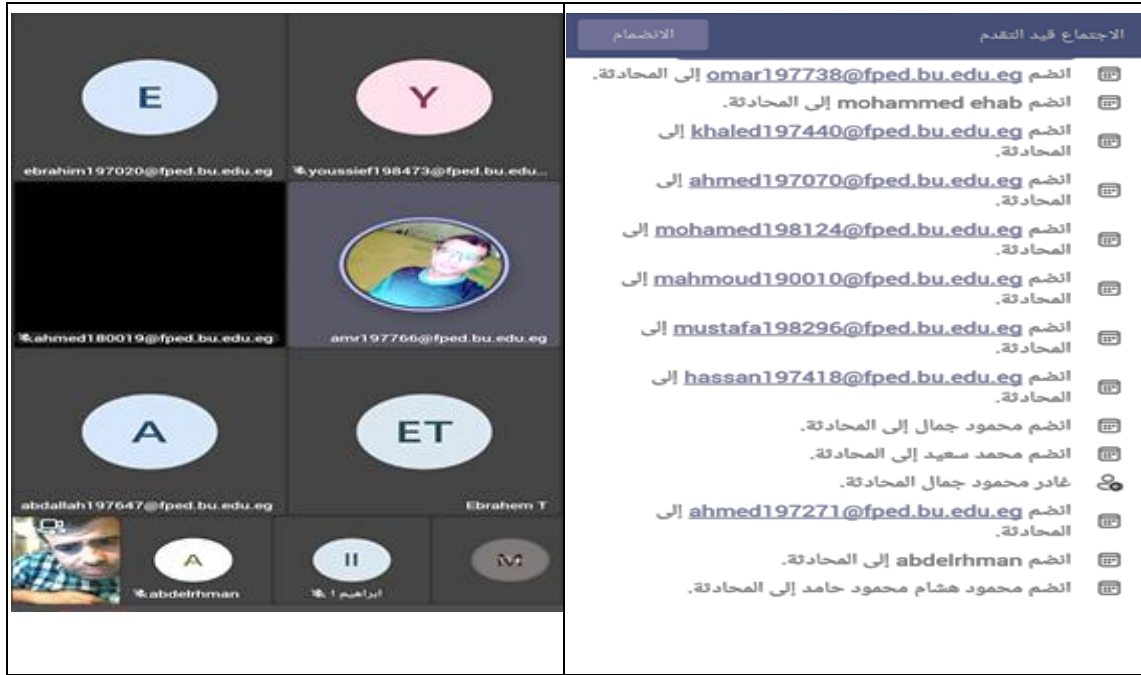 E
Y
ebrahim197020@fped.bu.edu.eg
youssief198473@fped.bu.edu...
ahmed180019@fped.bu.edu.eg
amr197766@fped.bu.edu.eg
A
ET
abdallah197647@fped.bu.edu.eg
Ebrahem T
A
abdelrhman
II
ابراهيم ا
M
الاجتماع قيد التقدم
الانضمام
انضم omar197738@fped.bu.edu.eg إلى المحادثة.
انضم mohammed ehab إلى المحادثة.
انضم khaled197440@fped.bu.edu.eg إلى
المحادثة.
انضم ahmed197070@fped.bu.edu.eg إلى
المحادثة.
انضم mohamed198124@fped.bu.edu.eg إلى
المحادثة.
انضم mahmoud190010@fped.bu.edu.eg إلى
المحادثة.
انضم mustafa198296@fped.bu.edu.eg إلى
المحادثة.
انضم hassan197418@fped.bu.edu.eg إلى
المحادثة.
انضم محمود جمال إلى المحادثة.
انضم محمد سعيد إلى المحادثة.
غادر محمود جمال المحادثة.
انضم ahmed197271@fped.bu.edu.eg إلى
المحادثة.
انضم abdelrhman إلى المحادثة.
انضم محمود هشام محمود حامد إلى المحادثة.